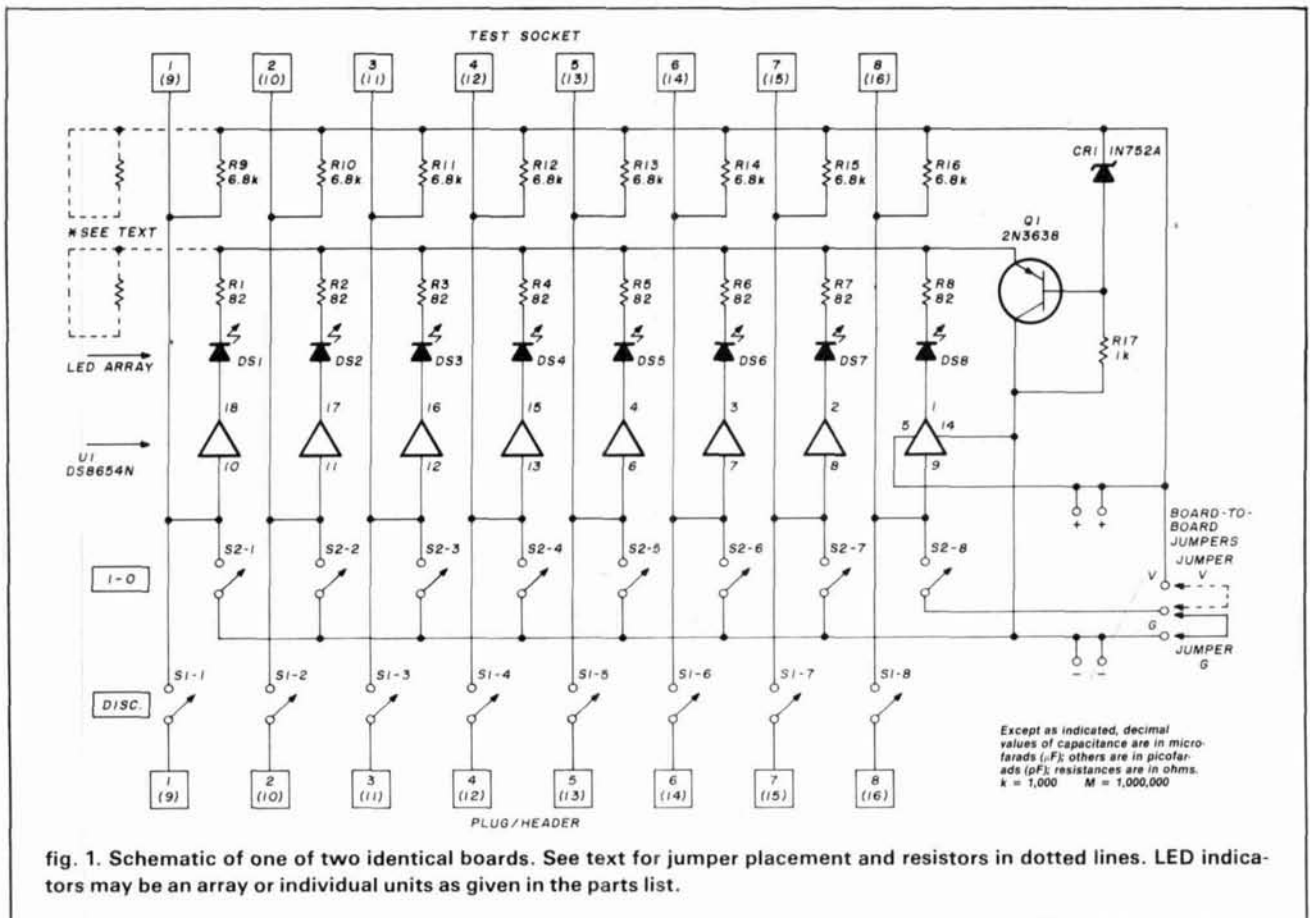 TEST SOCKET
1 (9)
2 (10)
3 (11)
4 (12)
5 (13)
6 (14)
7 (15)
8 (16)
R9 6.8k
R10 6.8k
R11 6.8k
R12 6.8k
R13 6.8k
R14 6.8k
R15 6.8k
R16 6.8k
CR1 1N752A
*SEE TEXT
Q1 2N3638
R1 82
R2 82
R3 82
R4 82
R5 82
R6 82
R7 82
R8 82
R17 1k
LED ARRAY
DS1
DS2
DS3
DS4
DS5
DS6
DS7
DS8
18
17
16
15
4
3
2
1
5
14
U1 DS8654N
10
11
12
13
6
7
8
9
+ +
BOARD-TO-
BOARD
JUMPERS
JUMPER
V
V
I-O
S2-1
S2-2
S2-3
S2-4
S2-5
S2-6
S2-7
S2-8
G
JUMPER
G
- -
DISC.
S1-1
S1-2
S1-3
S1-4
S1-5
S1-6
S1-7
S1-8
1 (9)
2 (10)
3 (11)
4 (12)
5 (13)
6 (14)
7 (15)
8 (16)
PLUG/HEADER
Except as indicated, decimal
values of capacitance are in micro-
farads (μF); others are in picofar-
ads (pF); resistances are in ohms.
k = 1,000 M = 1,000,000
fig. 1. Schematic of one of two identical boards. See text for jumper placement and resistors in dotted lines. LED indica-
tors may be an array or individual units as given in the parts list.